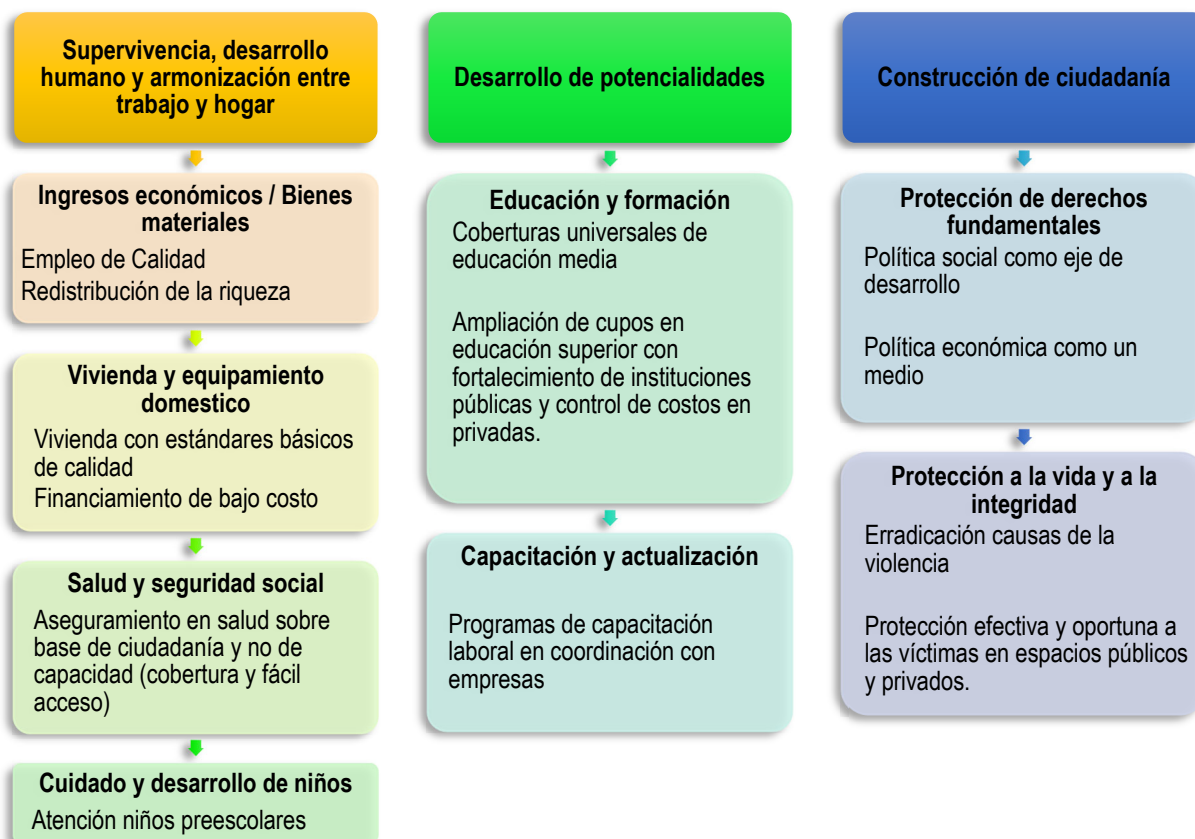 Supervivencia, desarrollo
humano y armonización entre
trabajo y hogar
Ingresos económicos / Bienes
materiales
Empleo de Calidad
Redistribución de la riqueza
Vivienda y equipamiento
domestico
Vivienda con estándares básicos
de calidad
Financiamiento de bajo costo
Salud y seguridad social
Aseguramiento en salud sobre
base de ciudadanía y no de
capacidad (cobertura y fácil
acceso)
Cuidado y desarrollo de niños
Atención niños preescolares
Desarrollo de potencialidades
Educación y formación
Coberturas universales de
educación media
Ampliación de cupos en
educación superior con
fortalecimiento de instituciones
públicas y control de costos en
privadas.
Capacitación y actualización
Programas de capacitación
laboral en coordinación con
empresas
Construcción de ciudadanía
Protección de derechos
fundamentales
Política social como eje de
desarrollo
Política económica como un
medio
Protección a la vida y a la
integridad
Erradicación causas de la
violencia
Protección efectiva y oportuna a
las víctimas en espacios públicos
y privados.